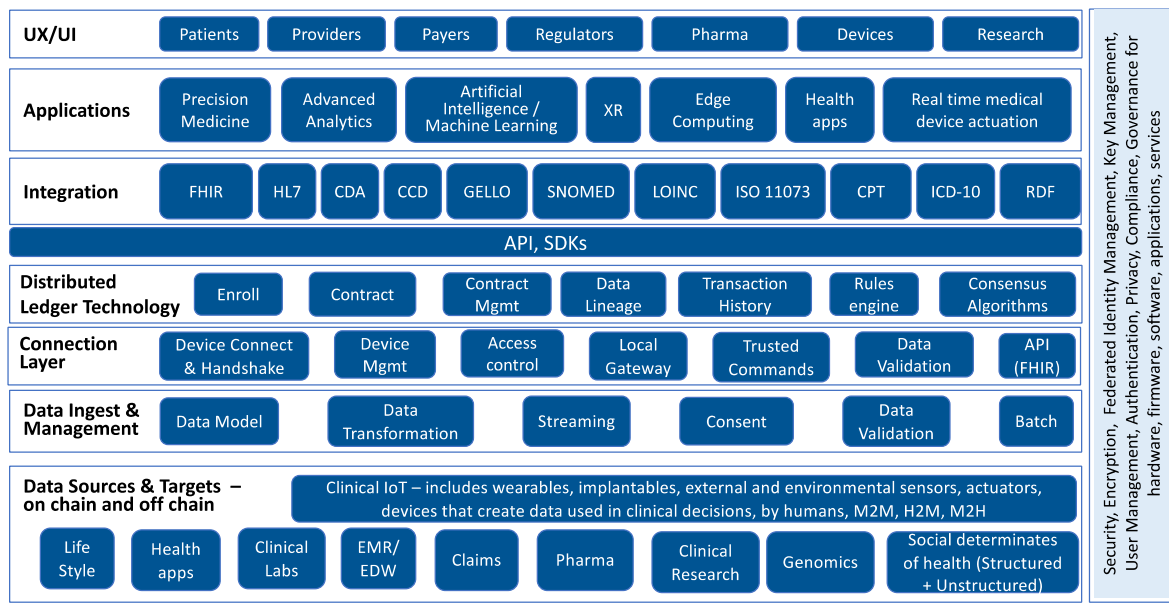 UX/UI
Patients
Providers
Payers
Regulators
Pharma
Devices
Research
Applications
Precision
Medicine
Advanced
Analytics
Artificial
Intelligence /
Machine Learning
XR
Edge
Computing
Health
apps
Real time medical
device actuation
Integration
FHIR
HL7
CDA
CCD
GELLO
SNOMED
LOINC
ISO 11073
CPT
ICD-10
RDF
API, SDKs
Distributed
Ledger Technology
Enroll
Contract
Contract
Mgmt
Data
Lineage
Transaction
History
Rules
engine
Consensus
Algorithms
Connection
Layer
Device Connect
& Handshake
Device
Mgmt
Access
control
Local
Gateway
Trusted
Commands
Data
Validation
API
(FHIR)
Data Ingest &
Management
Data Model
Data
Transformation
Streaming
Consent
Data
Validation
Batch
Data Sources & Targets –
on chain and off chain
Clinical IoT – includes wearables, implantables, external and environmental sensors, actuators,
devices that create data used in clinical decisions, by humans, M2M, H2M, M2H
Life
Style
Health
apps
Clinical
Labs
EMR/
EDW
Claims
Pharma
Clinical
Research
Genomics
Social determinates
of health (Structured
+ Unstructured)
Security, Encryption, Federated Identity Management, Key Management,
User Management, Authentication, Privacy, Compliance, Governance for
hardware, firmware, software, applications, services